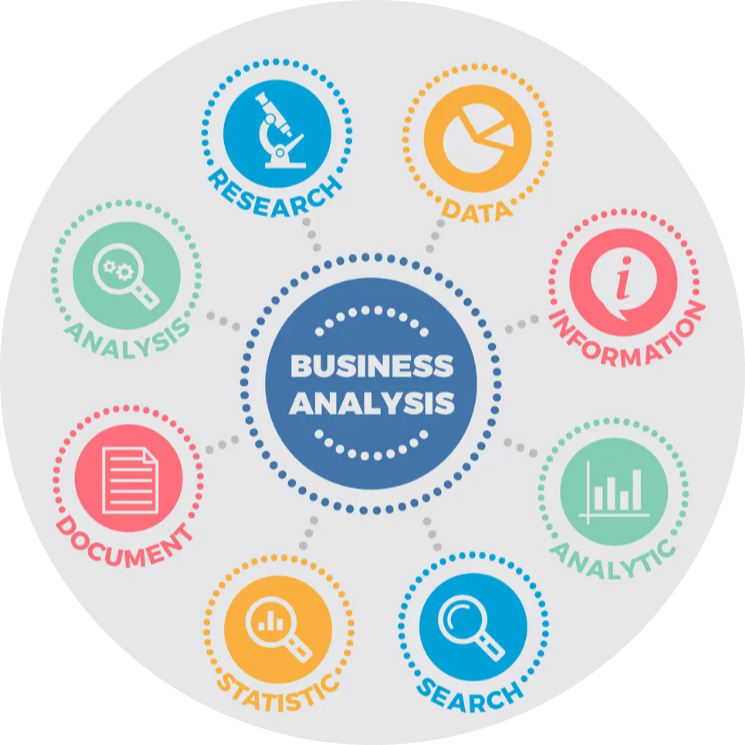 RESEARCH
DATA
ANALYSIS
i
INFORMATION
BUSINESS
ANALYSIS
DOCUMENT
ANALYTIC
STATISTIC
SEARCH